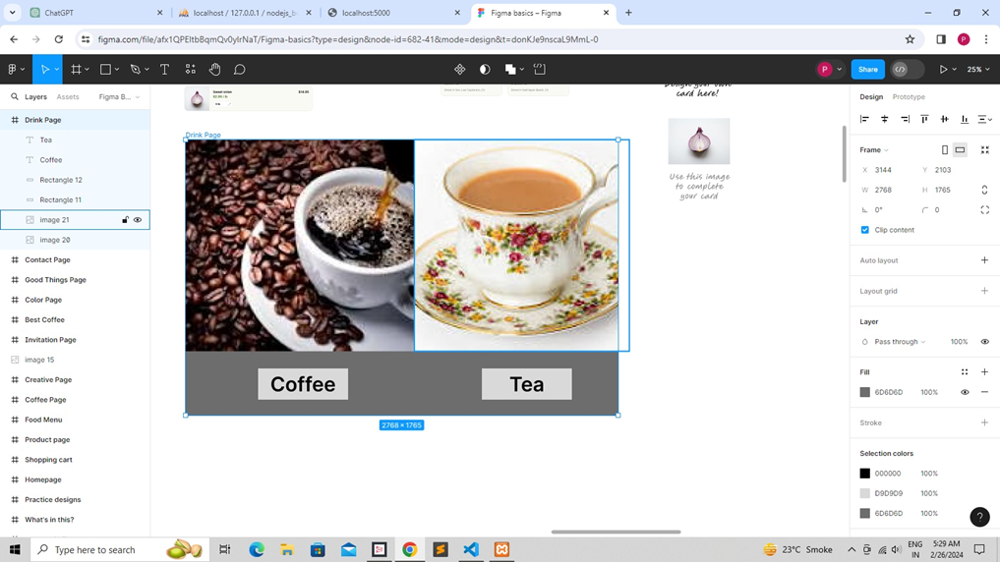 ChatGPT
localhost / 127.0.0.1 / nodejs_b
localhost:5000
Figma basics – Figma
figma.com/file/afx1QPEItbBqmQv0yIrNaT/Figma-basics?type=design&node-id=682-41&mode=design&t=donKJe9nscaL9MmL-0
P
P
Share
25%
Layers
Assets
Figma B...
Drink Page
Tea
Coffee
Rectangle 12
Rectangle 11
image 21
image 20
Contact Page
Good Things Page
Color Page
Best Coffee
Invitation Page
image 15
Creative Page
Coffee Page
Food Menu
Product page
Shopping cart
Homepage
Practice designs
What's in this?
Drink Page
Coffee
Tea
2768 × 1765
card here!
Use this image
to complete
your card
Design
Prototype
Frame
X 3144
Y 2103
W 2768
H 1765
0°
0
Clip content
Auto layout
Layout grid
Layer
Pass through
100%
Fill
6D6D6D
100%
Stroke
Selection colors
000000
100%
D9D9D9
100%
6D6D6D
100%
?
Type here to search
23°C Smoke
ENG
IN
5:29 AM
2/26/2024